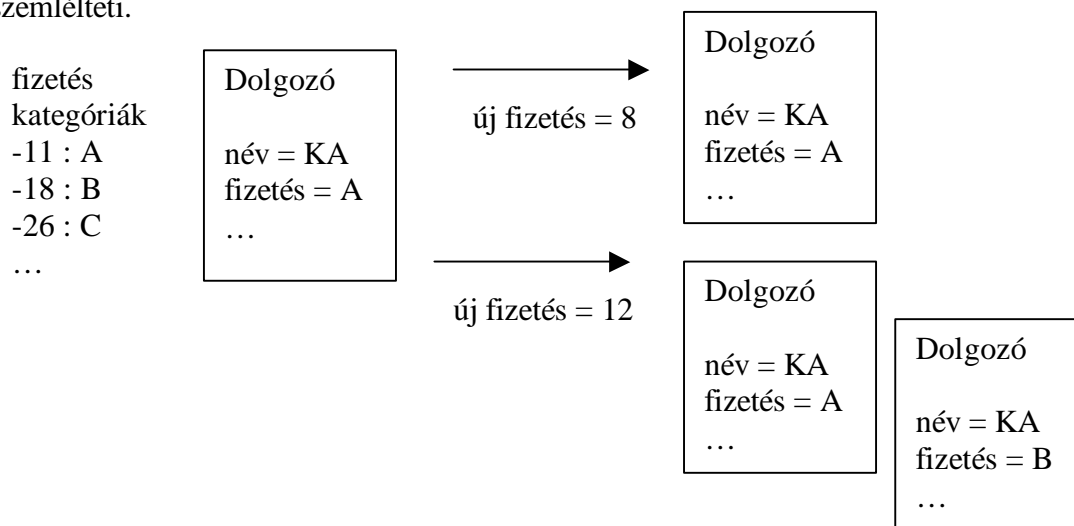 szemlélteti.
fizetés
kategóriák
-11 : A
-18 : B
-26 : C
…
Dolgozó
név = KA
fizetés = A
…
új fizetés = 8
Dolgozó
név = KA
fizetés = A
…
új fizetés = 12
Dolgozó
név = KA
fizetés = A
…
Dolgozó
név = KA
fizetés = B
…